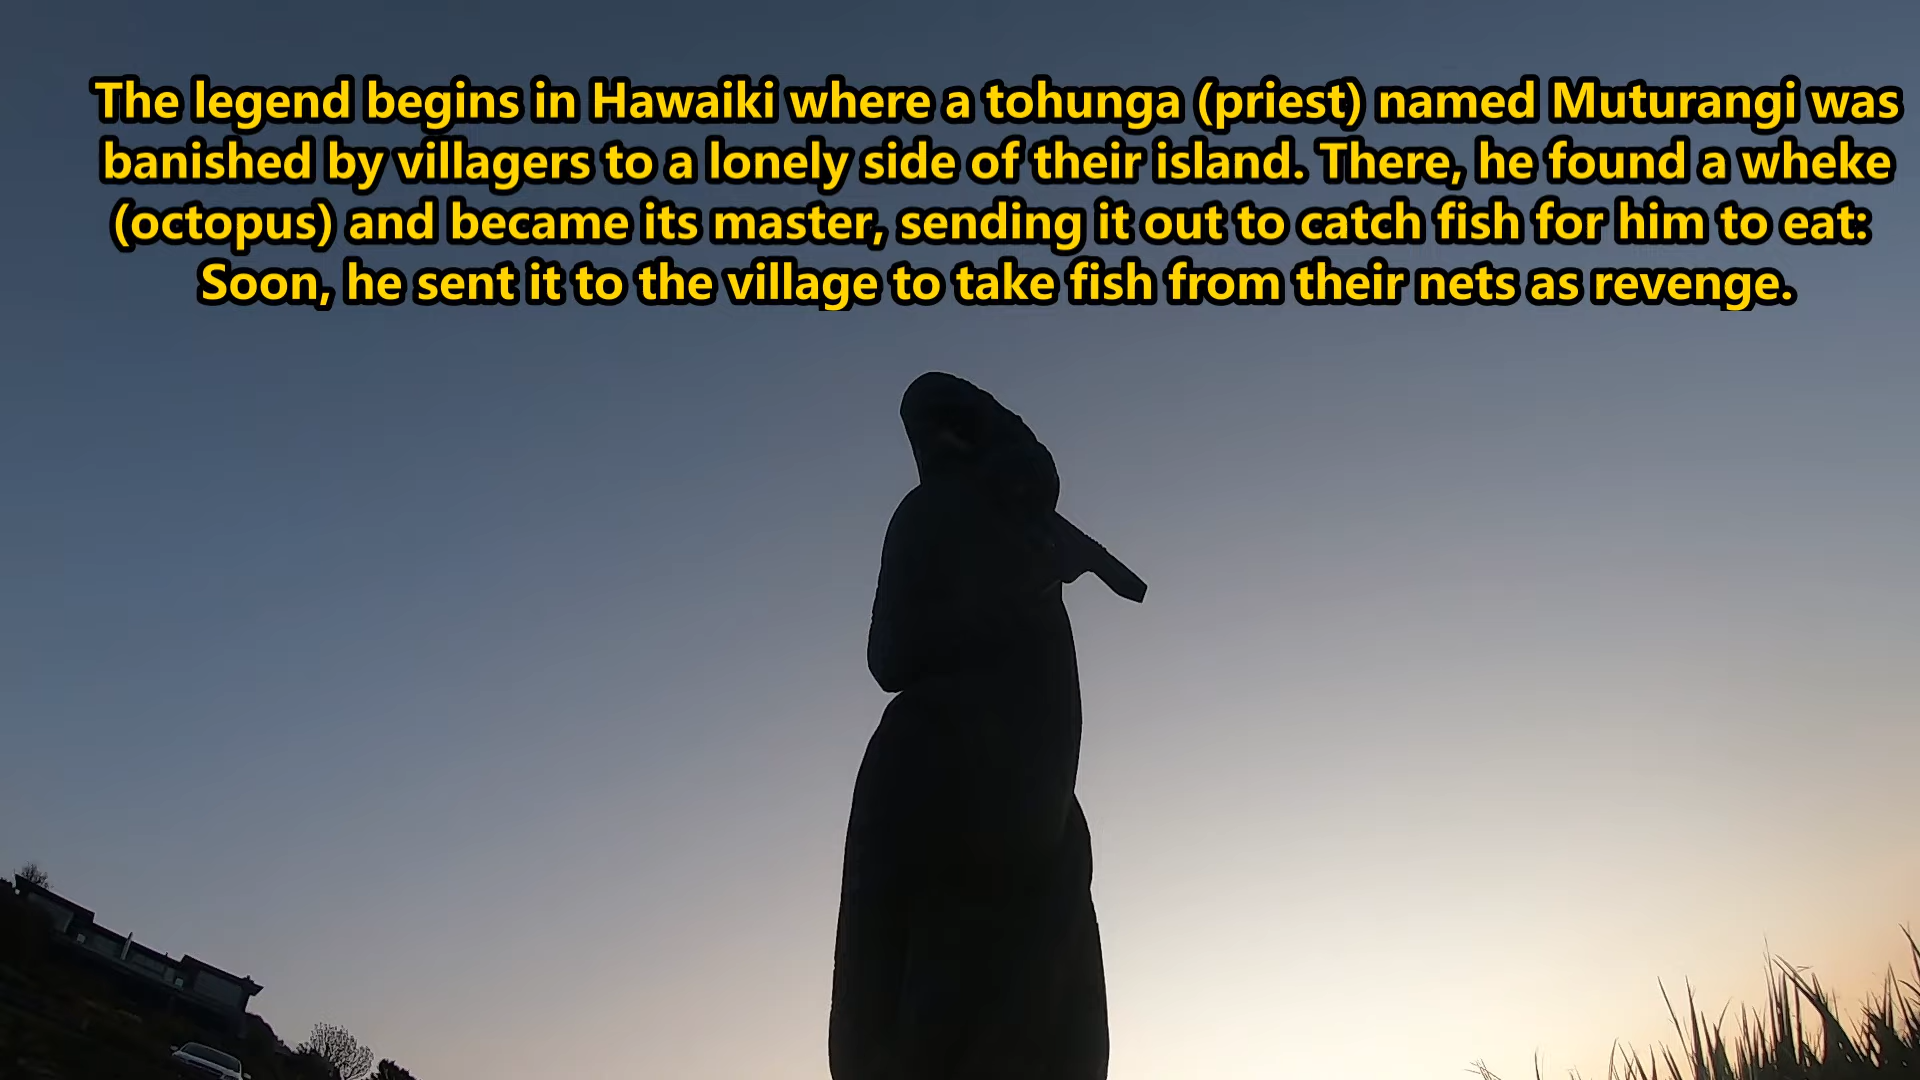 The legend begins in Hawaiki where a tohunga (priest) named Muturangi was
banished by villagers to a lonely side of their island. There, he found a wheke
(octopus) and became its master, sending it out to catch fish for him to eat:
Soon, he sent it to the village to take fish from their nets as revenge.